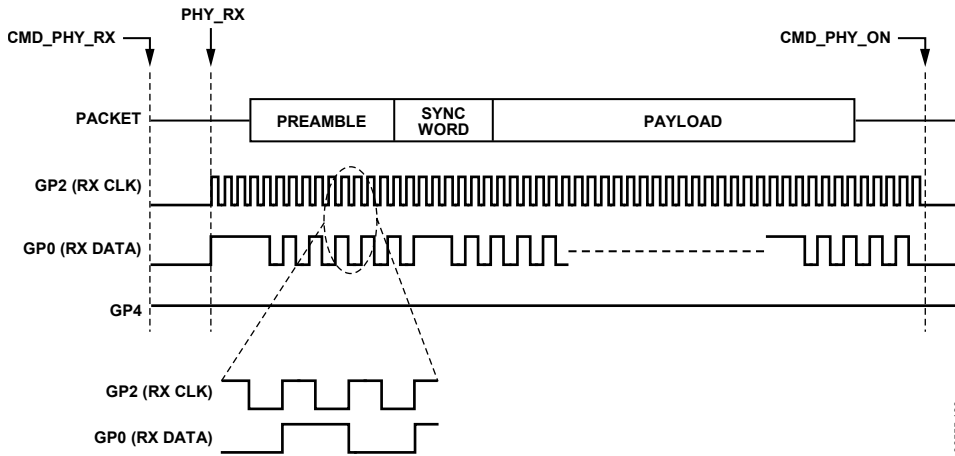 PHY_RX
CMD_PHY_RX
CMD_PHY_ON
PACKET
PREAMBLE
SYNC
WORD
PAYLOAD
GP2 (RX CLK)
GP0 (RX DATA)
GP4
GP2 (RX CLK)
GP0 (RX DATA)